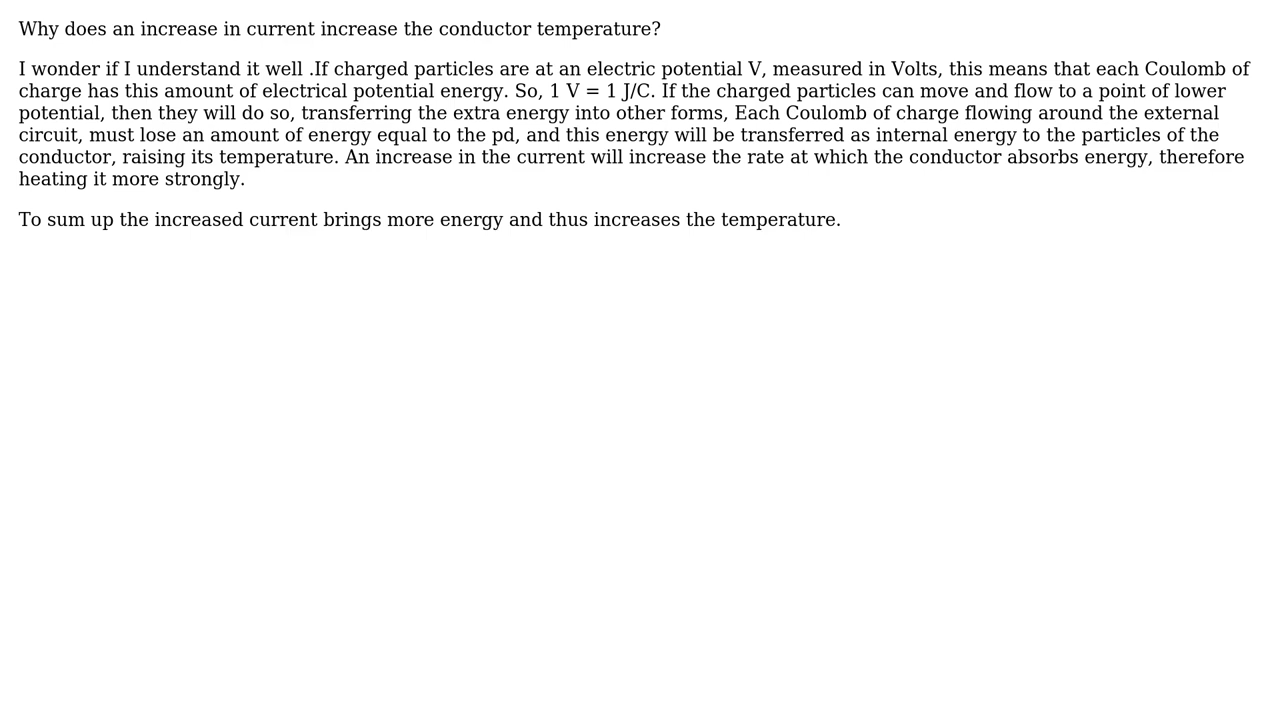 Why does an increase in current increase the conductor temperature?
I wonder if I understand it well .If charged particles are at an electric potential V, measured in Volts, this means that each Coulomb of
charge has this amount of electrical potential energy. So, 1 V = 1 J/C. If the charged particles can move and flow to a point of lower
potential, then they will do so, transferring the extra energy into other forms, Each Coulomb of charge flowing around the external
circuit, must lose an amount of energy equal to the pd, and this energy will be transferred as internal energy to the particles of the
conductor, raising its temperature. An increase in the current will increase the rate at which the conductor absorbs energy, therefore
heating it more strongly.
To sum up the increased current brings more energy and thus increases the temperature.